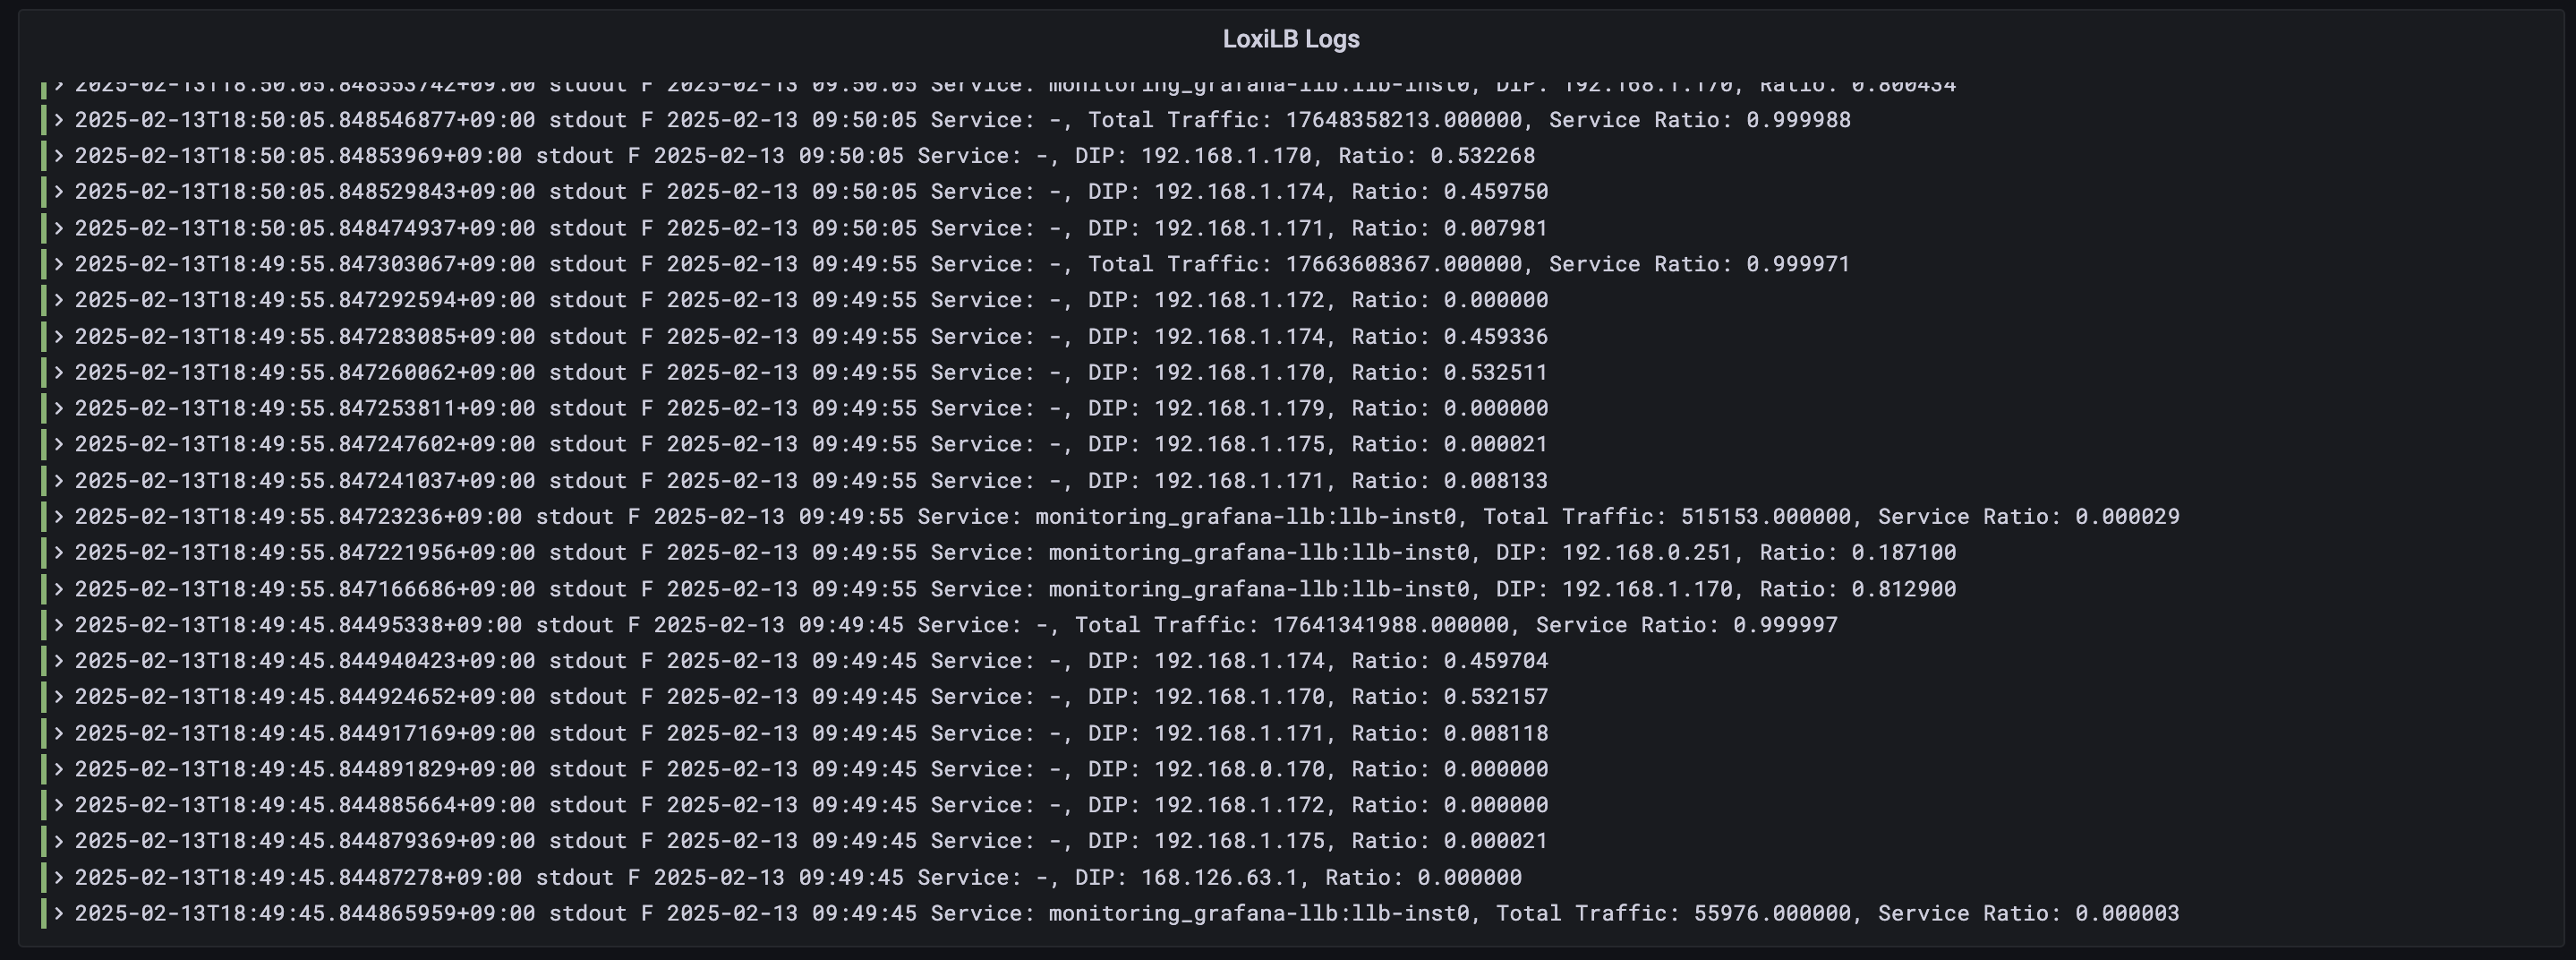 LoxiLB Logs
> 2025-02-13T18:50:05.848553742+09:00 stdout F 2025-02-13 09:50:05 Service: monitoring_grafana-llb:llb-inst0, DIP: 192.168.1.170, Ratio: 0.800434
> 2025-02-13T18:50:05.848546877+09:00 stdout F 2025-02-13 09:50:05 Service: -, Total Traffic: 17648358213.000000, Service Ratio: 0.999988
> 2025-02-13T18:50:05.84853969+09:00 stdout F 2025-02-13 09:50:05 Service: -, DIP: 192.168.1.170, Ratio: 0.532268
> 2025-02-13T18:50:05.848529843+09:00 stdout F 2025-02-13 09:50:05 Service: -, DIP: 192.168.1.174, Ratio: 0.459750
> 2025-02-13T18:50:05.848474937+09:00 stdout F 2025-02-13 09:50:05 Service: -, DIP: 192.168.1.171, Ratio: 0.007981
> 2025-02-13T18:49:55.847303067+09:00 stdout F 2025-02-13 09:49:55 Service: -, Total Traffic: 17663608367.000000, Service Ratio: 0.999971
> 2025-02-13T18:49:55.847292594+09:00 stdout F 2025-02-13 09:49:55 Service: -, DIP: 192.168.1.172, Ratio: 0.000000
> 2025-02-13T18:49:55.847283085+09:00 stdout F 2025-02-13 09:49:55 Service: -, DIP: 192.168.1.174, Ratio: 0.459336
> 2025-02-13T18:49:55.847260062+09:00 stdout F 2025-02-13 09:49:55 Service: -, DIP: 192.168.1.170, Ratio: 0.532511
> 2025-02-13T18:49:55.847253811+09:00 stdout F 2025-02-13 09:49:55 Service: -, DIP: 192.168.1.179, Ratio: 0.000000
> 2025-02-13T18:49:55.847247602+09:00 stdout F 2025-02-13 09:49:55 Service: -, DIP: 192.168.1.175, Ratio: 0.000021
> 2025-02-13T18:49:55.847241037+09:00 stdout F 2025-02-13 09:49:55 Service: -, DIP: 192.168.1.171, Ratio: 0.008133
> 2025-02-13T18:49:55.84723236+09:00 stdout F 2025-02-13 09:49:55 Service: monitoring_grafana-llb:llb-inst0, Total Traffic: 515153.000000, Service Ratio: 0.000029
> 2025-02-13T18:49:55.847221956+09:00 stdout F 2025-02-13 09:49:55 Service: monitoring_grafana-llb:llb-inst0, DIP: 192.168.0.251, Ratio: 0.187100
> 2025-02-13T18:49:55.847166686+09:00 stdout F 2025-02-13 09:49:55 Service: monitoring_grafana-llb:llb-inst0, DIP: 192.168.1.170, Ratio: 0.812900
> 2025-02-13T18:49:45.84495338+09:00 stdout F 2025-02-13 09:49:45 Service: -, Total Traffic: 17641341988.000000, Service Ratio: 0.999997
> 2025-02-13T18:49:45.844940423+09:00 stdout F 2025-02-13 09:49:45 Service: -, DIP: 192.168.1.174, Ratio: 0.459704
> 2025-02-13T18:49:45.844924652+09:00 stdout F 2025-02-13 09:49:45 Service: -, DIP: 192.168.1.170, Ratio: 0.532157
> 2025-02-13T18:49:45.844917169+09:00 stdout F 2025-02-13 09:49:45 Service: -, DIP: 192.168.1.171, Ratio: 0.008118
> 2025-02-13T18:49:45.844891829+09:00 stdout F 2025-02-13 09:49:45 Service: -, DIP: 192.168.0.170, Ratio: 0.000000
> 2025-02-13T18:49:45.844885664+09:00 stdout F 2025-02-13 09:49:45 Service: -, DIP: 192.168.1.172, Ratio: 0.000000
> 2025-02-13T18:49:45.844879369+09:00 stdout F 2025-02-13 09:49:45 Service: -, DIP: 192.168.1.175, Ratio: 0.000021
> 2025-02-13T18:49:45.84487278+09:00 stdout F 2025-02-13 09:49:45 Service: -, DIP: 168.126.63.1, Ratio: 0.000000
> 2025-02-13T18:49:45.844865959+09:00 stdout F 2025-02-13 09:49:45 Service: monitoring_grafana-llb:llb-inst0, Total Traffic: 55976.000000, Service Ratio: 0.000003